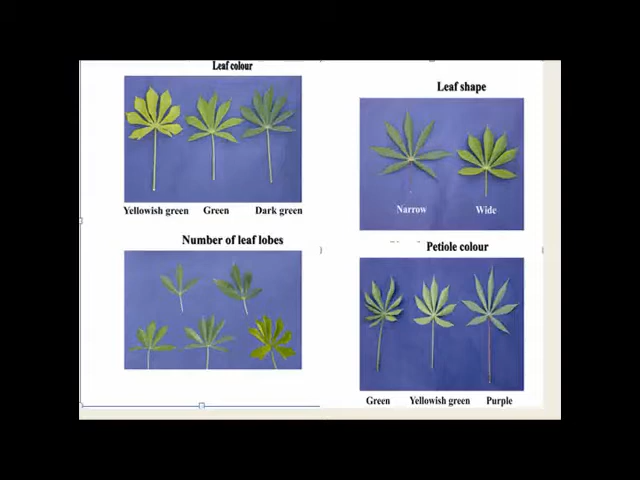 Leaf colour
Yellowish green Green Dark green
Number of leaf lobes
Leaf shape
Narrow Wide
Petiole colour
Green Yellowish green Purple